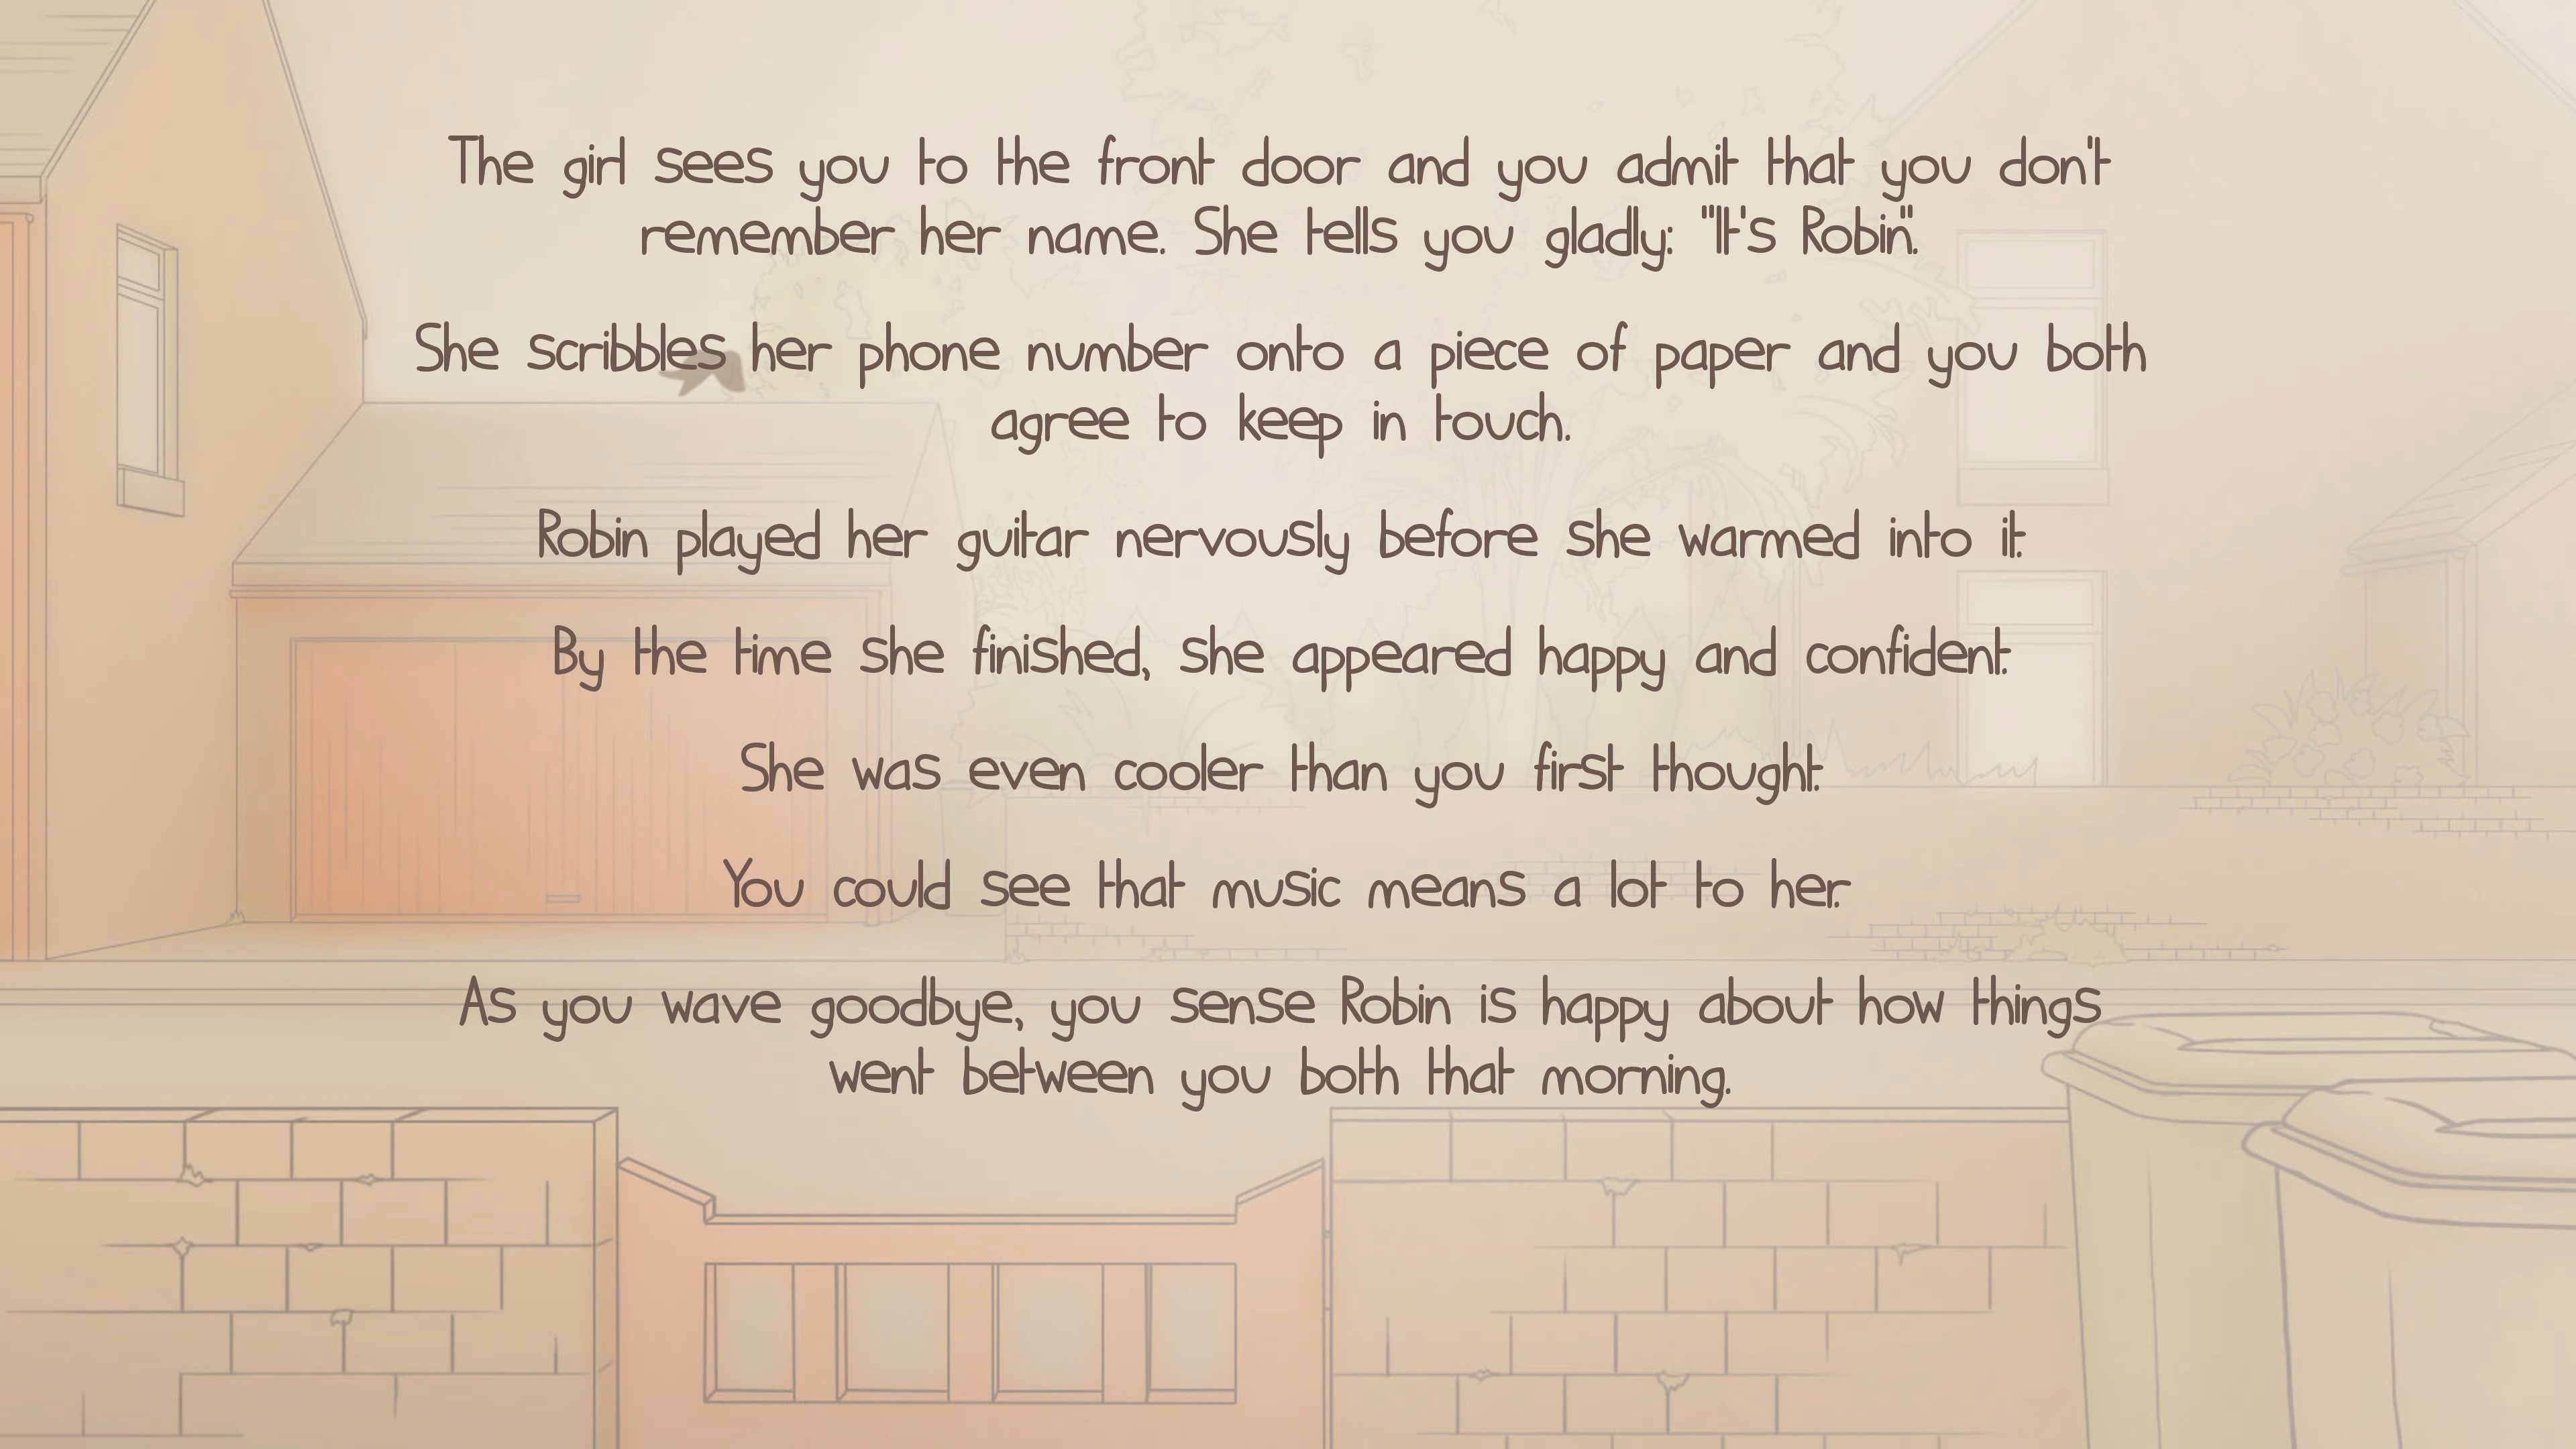 The girl sees you to the front door and you admit that you don't
remember her name. She tells you gladly: "It's Robin".
She scribbles her phone number onto a piece of paper and you both
agree to keep in touch.
Robin played her guitar nervously before she warmed into it.
By the time she finished, she appeared happy and confident.
She was even cooler than you first thought.
You could see that music means a lot to her.
As you wave goodbye, you sense Robin is happy about how things
went between you both that morning.